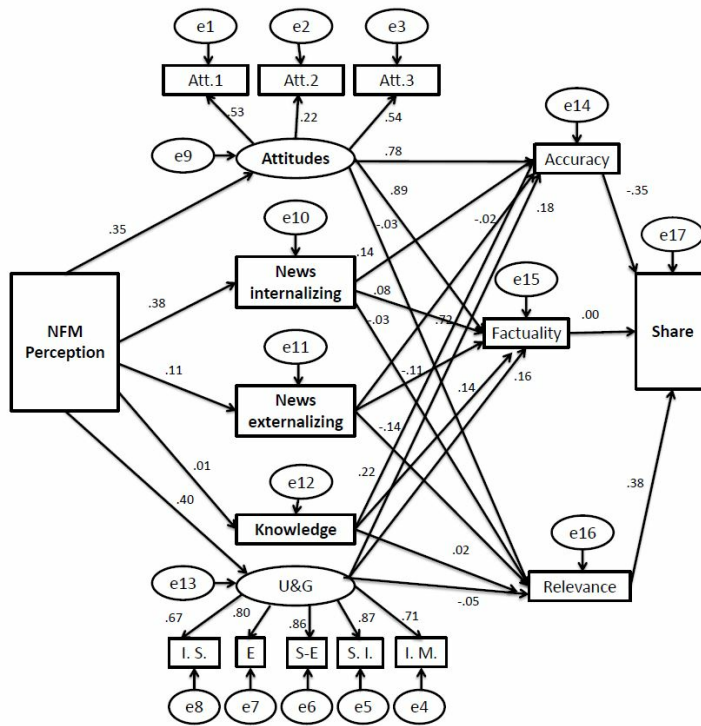 e1
e2
e3
Att.1
Att.2
Att.3
e14
.53
.22
.54
e9
Attitudes
.78
Accuracy
.89
-.02
.18
-.35
.35
e10
-.03
e17
.14
News
internalizing
e15
.38
.08
.72
NFM
Perception
-.03
Factuality
.00
Share
e11
.11
News
externalizing
-.11
.14
.16
-.14
.01
e12
.22
.38
.40
Knowledge
e16
.02
e13
U&G
Relevance
-.05
.67
.80
.86
.87
.71
I. S.
E
S-E
S. I.
I. M.
e8
e7
e6
e5
e4